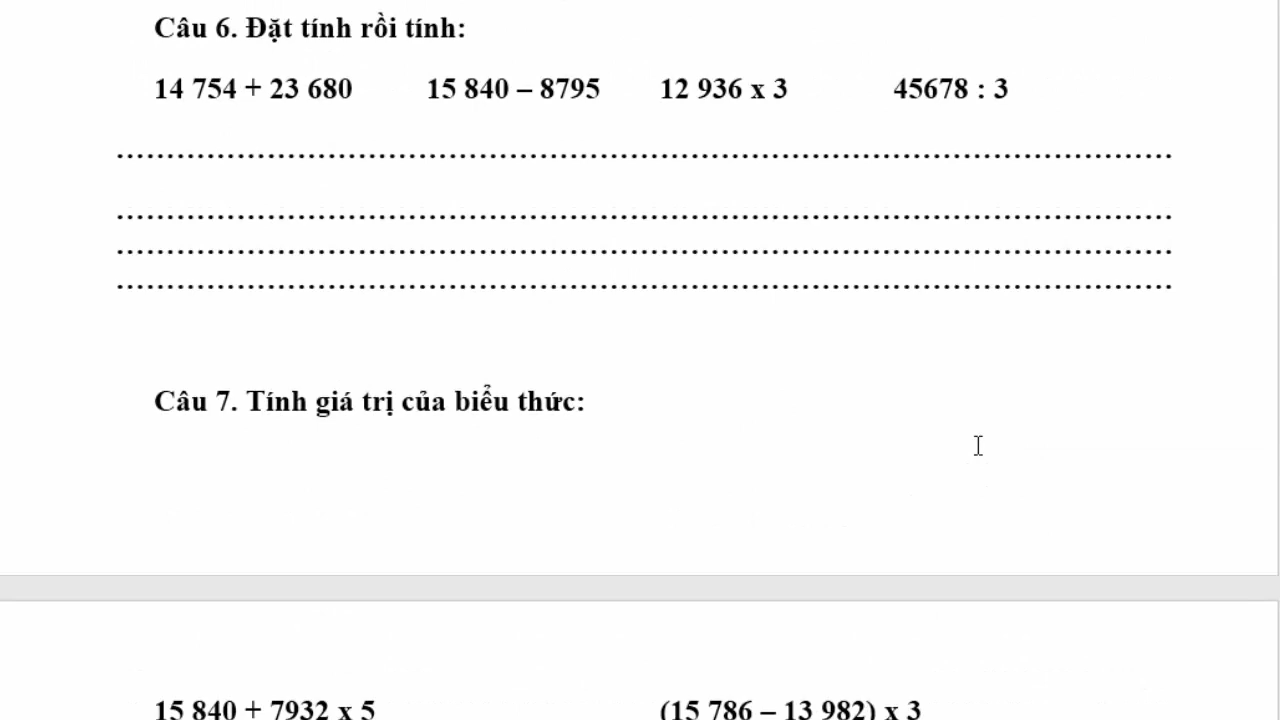 Câu 6. Đặt tính rồi tính:
14 754 + 23 680 15 840 – 8795 12 936 x 3 45678 : 3
……………………………………………………………………………………………
……………………………………………………………………………………………
……………………………………………………………………………………………
……………………………………………………………………………………………
Câu 7. Tính giá trị của biểu thức:
15 840 + 7932 x 5 (15 786 – 13 982) x 3